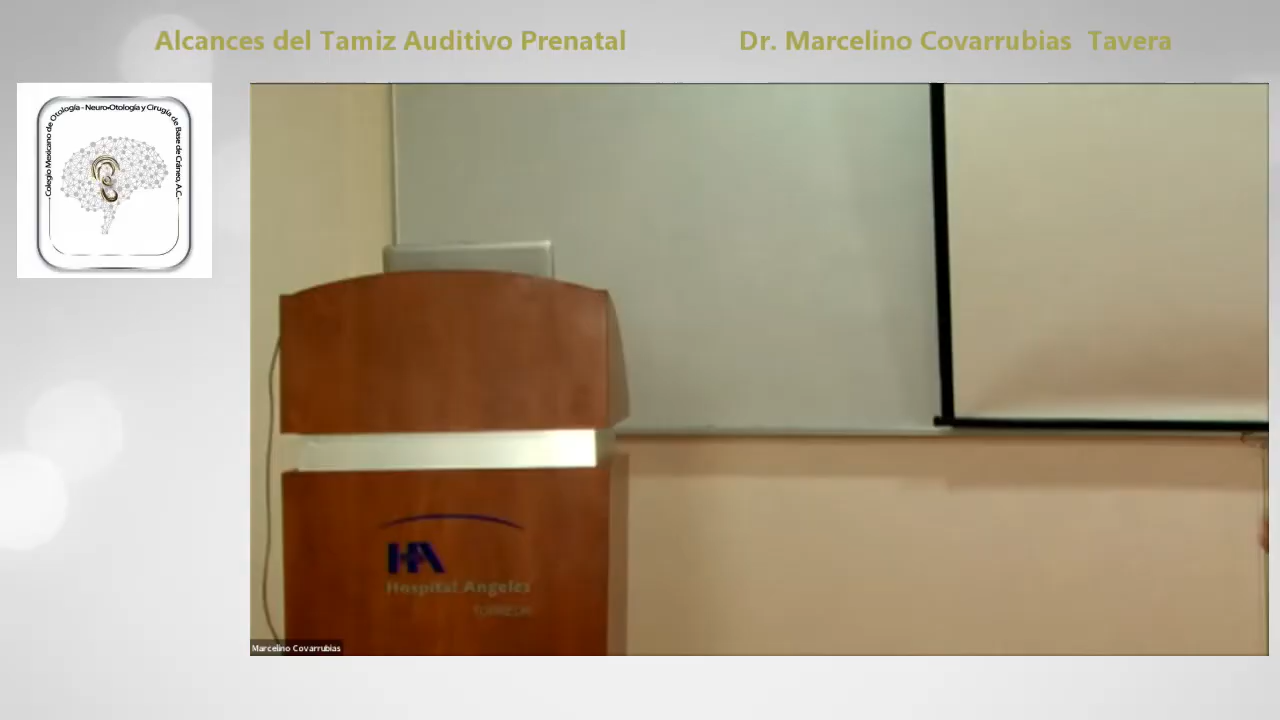 Alcances del Tamiz Auditivo Prenatal
Dr. Marcelino Covarrubias Tavera
Colegio Mexicano de Otología - Neuro-Otología y Cirugía de Base de Cráneo, A.C.
HA
Hospital Angeles
TORREON
Marcelino Covarrubias